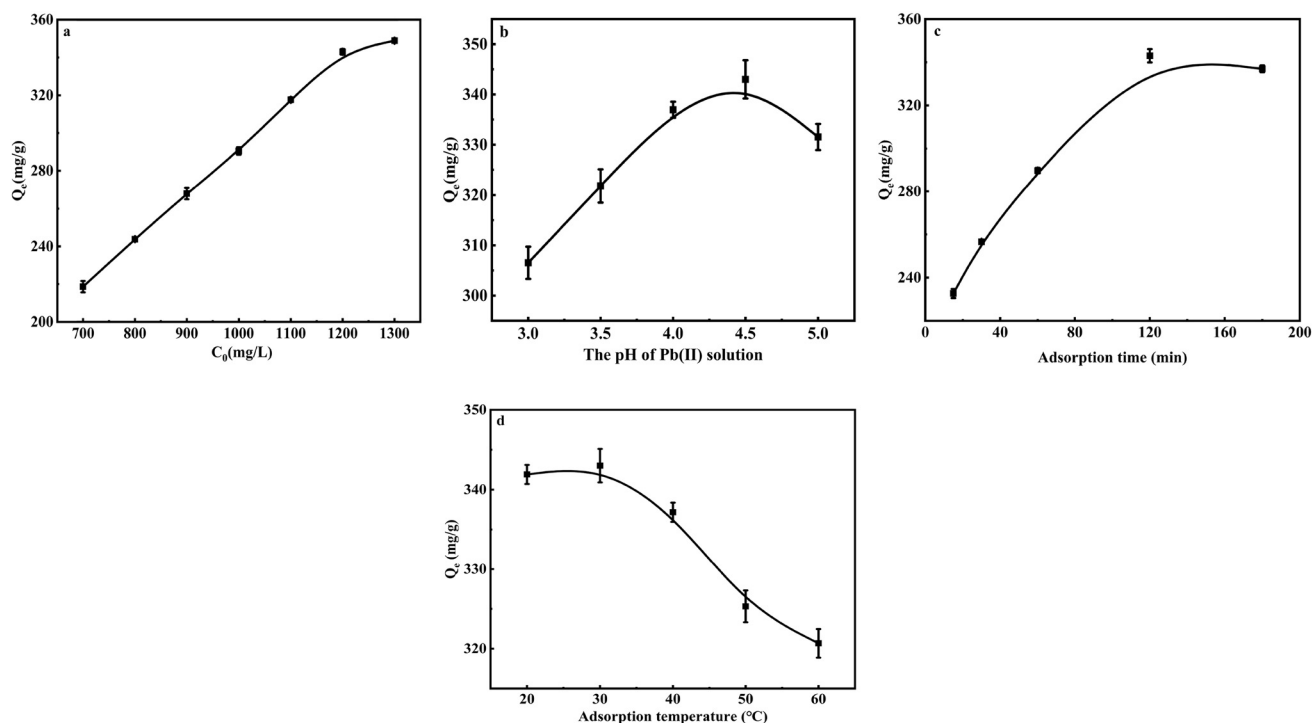 a
360
320
280
240
200
700 800 900 1000 1100 1200 1300
Qₑ(mg/g)
C₀(mg/L)
b
350
340
330
320
310
300
3.0 3.5 4.0 4.5 5.0
Qₑ(mg/g)
The pH of Pb(II) solution
c
360
320
280
240
0 40 80 120 160 200
Qₑ(mg/g)
Adsorption time (min)
d
350
340
330
320
20 30 40 50 60
Qₑ (mg/g)
Adsorption temperature (°C)